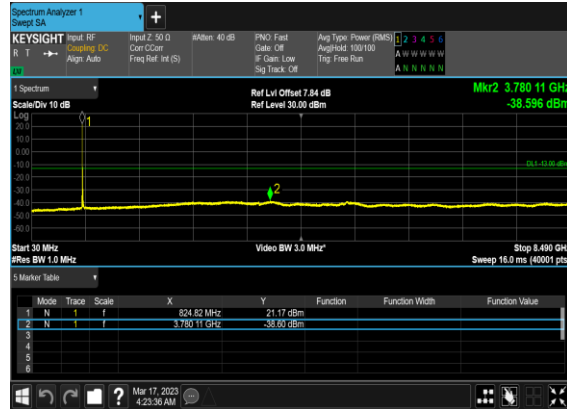 Spectrum Analyzer 1
Swept SA
+
KEYSIGHT Input: RF Input Z: 50 Ω #Atten: 40 dB PNO: Fast Avg Type: Power (RMS) 1 2 3 4 5 6
R T Coupling: DC Corr CCorr Gate: Off Avg|Hold: 100/100 A W W W W W
Align: Auto Freq Ref: Int (S) IF Gain: Low Trig: Free Run
Sig Track: Off A N N N N N
1 Spectrum Ref Lvl Offset 7.84 dB Mkr2 3.780 11 GHz
Scale/Div 10 dB Ref Level 30.00 dBm -38.596 dBm
Log
1
20.0
10.0
0.00
-10.0
DL1 -13.00 dBm
-20.0
-30.0
2
-40.0
-50.0
-60.0
Start 30 MHz Video BW 3.0 MHz* Stop 8.490 GHz
#Res BW 1.0 MHz Sweep 16.0 ms (40001 pts)
5 Marker Table
Mode Trace Scale X Y Function Function Width Function Value
1 N 1 f 824.82 MHz 21.17 dBm
2 N 1 f 3.780 11 GHz -38.60 dBm
3
4
5
6
? Mar 17, 2023
4:23:36 AM